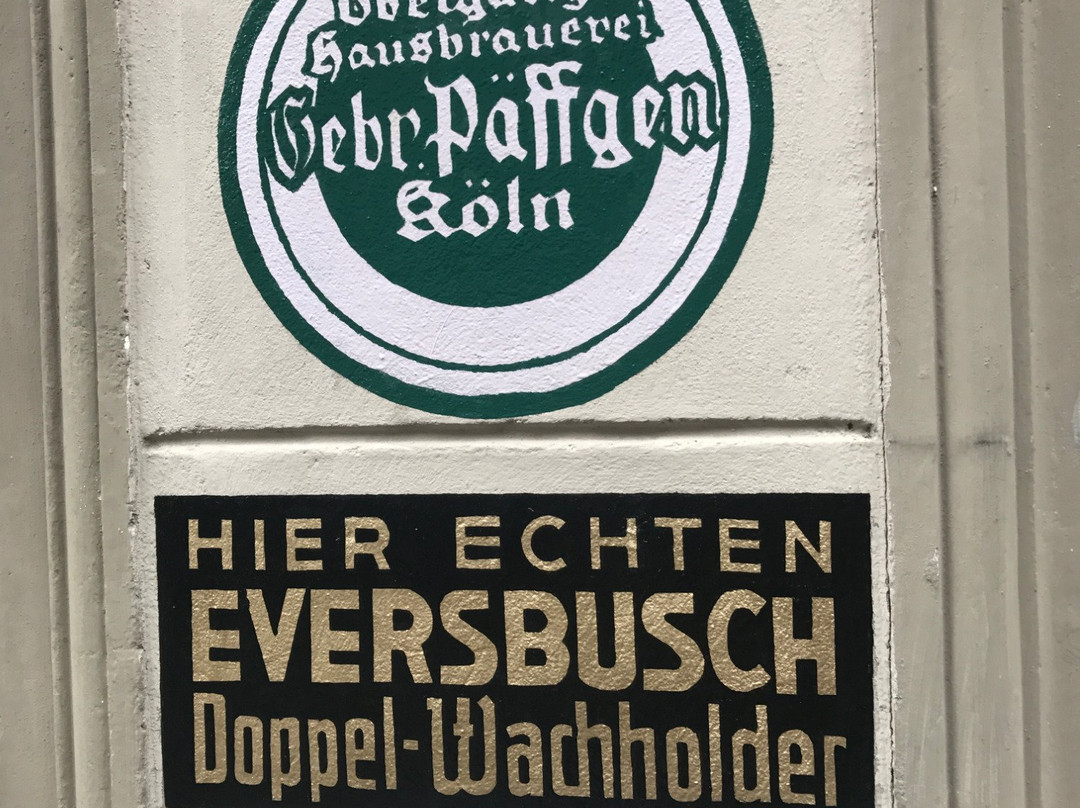 Hausbrauerei
Gebr. Päffgen
Köln
HIER ECHTEN
EVERSBUSCH
Doppel-Wachholder